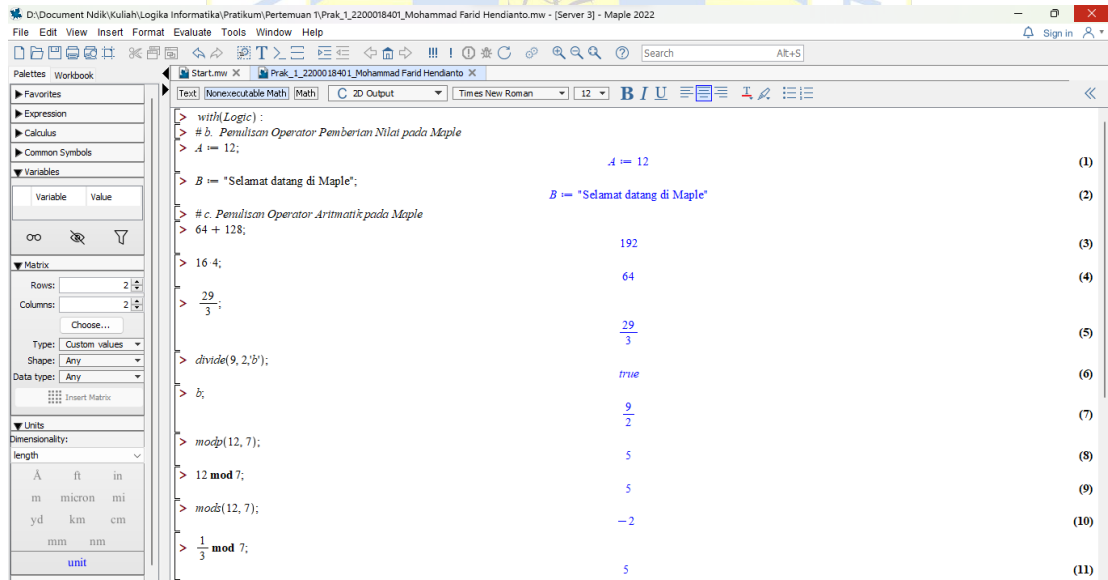 D:\Document Ndik\Kuliah\Logika Informatika\Pratikum\Pertemuan 1\Prak_1_2200018401_Mohammad Farid Hendianto.mw - [Server 3] - Maple 2022
File Edit View Insert Format Evaluate Tools Window Help
Sign in
Search Alt+S
Palettes Workbook
Start.mw Prak_1_2200018401_Mohammad Farid Hendianto
Text Nonexecutable Math Math C 2D Output Times New Roman 12 B I U
Favorites
Expression
Calculus
Common Symbols
Variables
Variable Value
Matrix
Rows: 2
Columns: 2
Choose...
Type: Custom values
Shape: Any
Data type: Any
Insert Matrix
Units
Dimensionality:
length
Å ft in
m micron mi
yd km cm
mm nm
unit
> with(Logic) :
> # b. Penulisan Operator Pemberian Nilai pada Maple
> A := 12;
A := 12 (1)
> B := "Selamat datang di Maple";
B := "Selamat datang di Maple" (2)
> # c. Penulisan Operator Aritmatik pada Maple
> 64 + 128;
192 (3)
> 16·4;
64 (4)
> 29/3;
29/3 (5)
> divide(9, 2,'b');
true (6)
> b;
9/2 (7)
> modp(12, 7);
5 (8)
> 12 mod 7;
5 (9)
> mods(12, 7);
−2 (10)
> 1/3 mod 7;
5 (11)